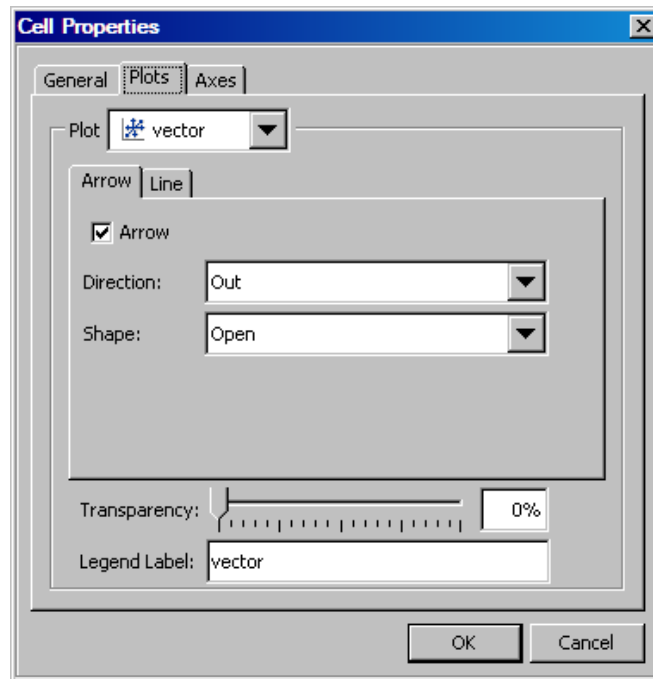 Cell Properties
General Plots Axes
Plot vector
Arrow Line
Arrow
Direction: Out
Shape: Open
Transparency: 0%
Legend Label: vector
OK Cancel